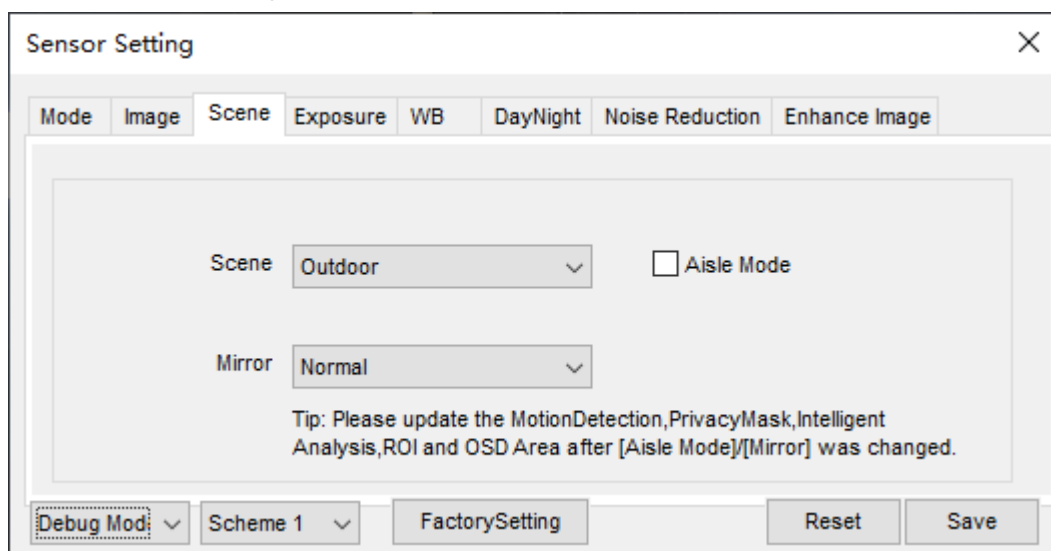 Sensor Setting
Mode Image Scene Exposure WB DayNight Noise Reduction Enhance Image
Scene Outdoor Aisle Mode
Mirror Normal
Tip: Please update the MotionDetection,PrivacyMask,Intelligent
Analysis,ROI and OSD Area after [Aisle Mode]/[Mirror] was changed.
Debug Mod Scheme 1 FactorySetting Reset Save